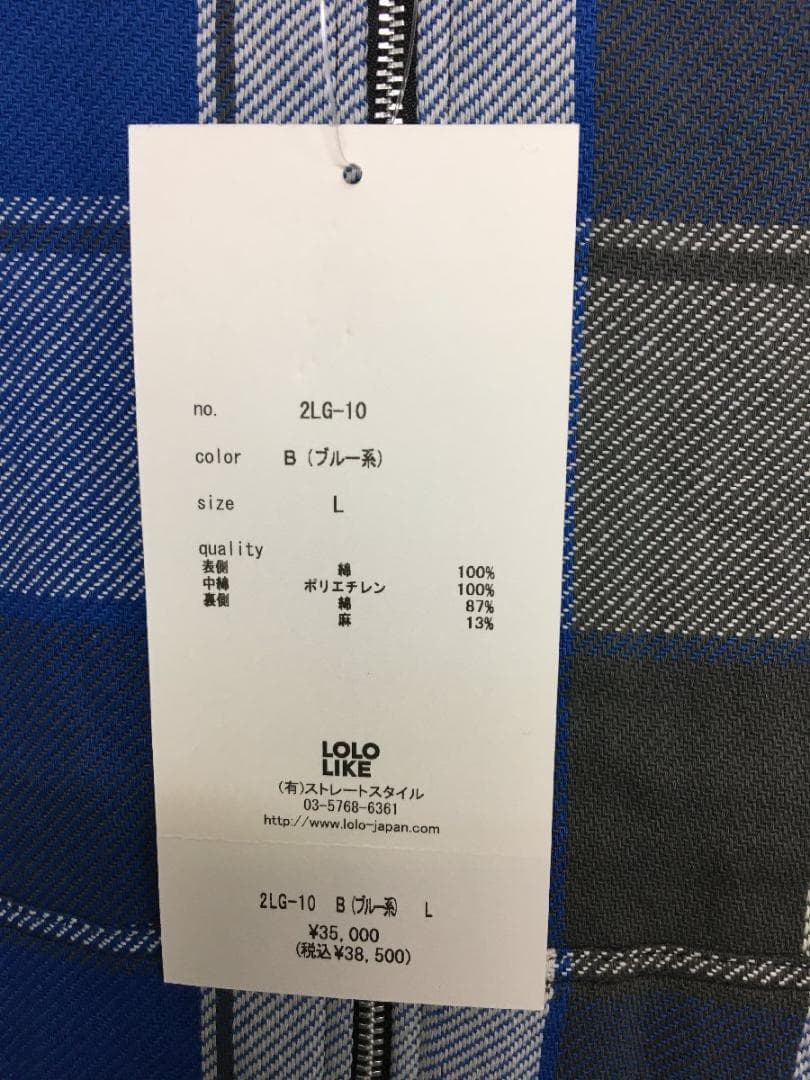 no. 2LG-10
color B（ブルー系）
size L
quality
表側 綿 100%
中綿 ポリエチレン 100%
裏側 綿 87%
麻 13%
LOLO
LIKE
(有)ストレートスタイル
03-5768-6361
http://www.lolo-japan.com
2LG-10 B（ブルー系） L
¥35,000
(税込¥38,500)